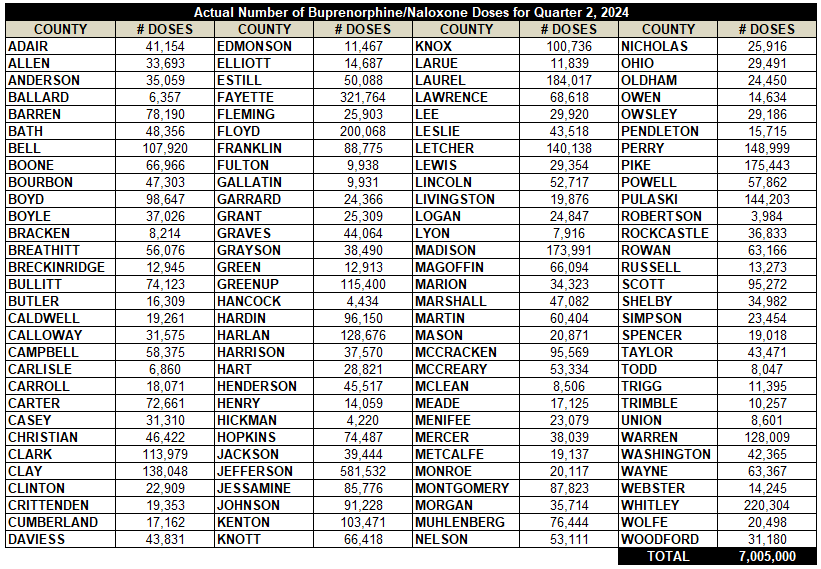 Actual Number of Buprenorphine/Naloxone Doses for Quarter 2, 2024
COUNTY # DOSES COUNTY # DOSES COUNTY # DOSES COUNTY # DOSES
ADAIR 41,154 EDMONSON 11,467 KNOX 100,736 NICHOLAS 25,916
ALLEN 33,693 ELLIOTT 14,687 LARUE 11,839 OHIO 29,491
ANDERSON 35,059 ESTILL 50,088 LAUREL 184,017 OLDHAM 24,450
BALLARD 6,357 FAYETTE 321,764 LAWRENCE 68,618 OWEN 14,634
BARREN 78,190 FLEMING 25,903 LEE 29,920 OWSLEY 29,186
BATH 48,356 FLOYD 200,068 LESLIE 43,518 PENDLETON 15,715
BELL 107,920 FRANKLIN 88,775 LETCHER 140,138 PERRY 148,999
BOONE 66,966 FULTON 9,938 LEWIS 29,354 PIKE 175,443
BOURBON 47,303 GALLATIN 9,931 LINCOLN 52,717 POWELL 57,862
BOYD 98,647 GARRARD 24,366 LIVINGSTON 19,876 PULASKI 144,203
BOYLE 37,026 GRANT 25,309 LOGAN 24,847 ROBERTSON 3,984
BRACKEN 8,214 GRAVES 44,064 LYON 7,916 ROCKCASTLE 36,833
BREATHITT 56,076 GRAYSON 38,490 MADISON 173,991 ROWAN 63,166
BRECKINRIDGE 12,945 GREEN 12,913 MAGOFFIN 66,094 RUSSELL 13,273
BULLITT 74,123 GREENUP 115,400 MARION 34,323 SCOTT 95,272
BUTLER 16,309 HANCOCK 4,434 MARSHALL 47,082 SHELBY 34,982
CALDWELL 19,261 HARDIN 96,150 MARTIN 60,404 SIMPSON 23,454
CALLOWAY 31,575 HARLAN 128,676 MASON 20,871 SPENCER 19,018
CAMPBELL 58,375 HARRISON 37,570 MCCRACKEN 95,569 TAYLOR 43,471
CARLISLE 6,860 HART 28,821 MCCREARY 53,334 TODD 8,047
CARROLL 18,071 HENDERSON 45,517 MCLEAN 8,506 TRIGG 11,395
CARTER 72,661 HENRY 14,059 MEADE 17,125 TRIMBLE 10,257
CASEY 31,310 HICKMAN 4,220 MENIFEE 23,079 UNION 8,601
CHRISTIAN 46,422 HOPKINS 74,487 MERCER 38,039 WARREN 128,009
CLARK 113,979 JACKSON 39,444 METCALFE 19,137 WASHINGTON 42,365
CLAY 138,048 JEFFERSON 581,532 MONROE 20,117 WAYNE 63,367
CLINTON 22,909 JESSAMINE 85,776 MONTGOMERY 87,823 WEBSTER 14,245
CRITTENDEN 19,353 JOHNSON 91,228 MORGAN 35,714 WHITLEY 220,304
CUMBERLAND 17,162 KENTON 103,471 MUHLENBERG 76,444 WOLFE 20,498
DAVIESS 43,831 KNOTT 66,418 NELSON 53,111 WOODFORD 31,180
TOTAL 7,005,000